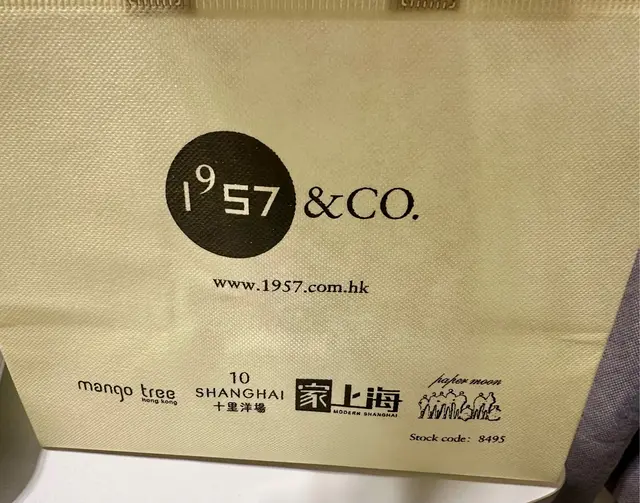 1957 &CO.
www.1957.com.hk
mango tree
hong kong
10
SHANGHAI
十里洋場
家上海
MODERN SHANGHAI
paper moon
Stock code: 8495